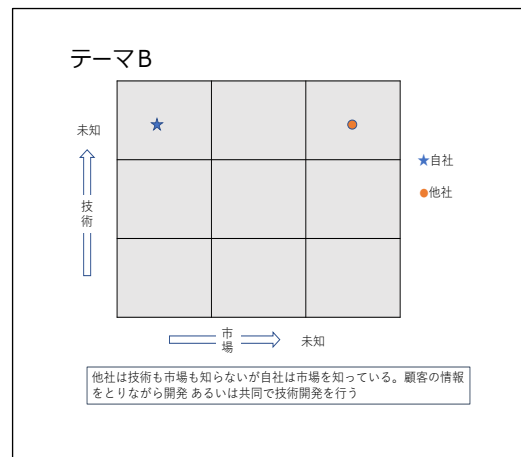 テーマB
未知
技
術
★自社
●他社
市
場
未知
他社は技術も市場も知らないが自社は市場を知っている。顧客の情報
をとりながら開発 あるいは共同で技術開発を行う